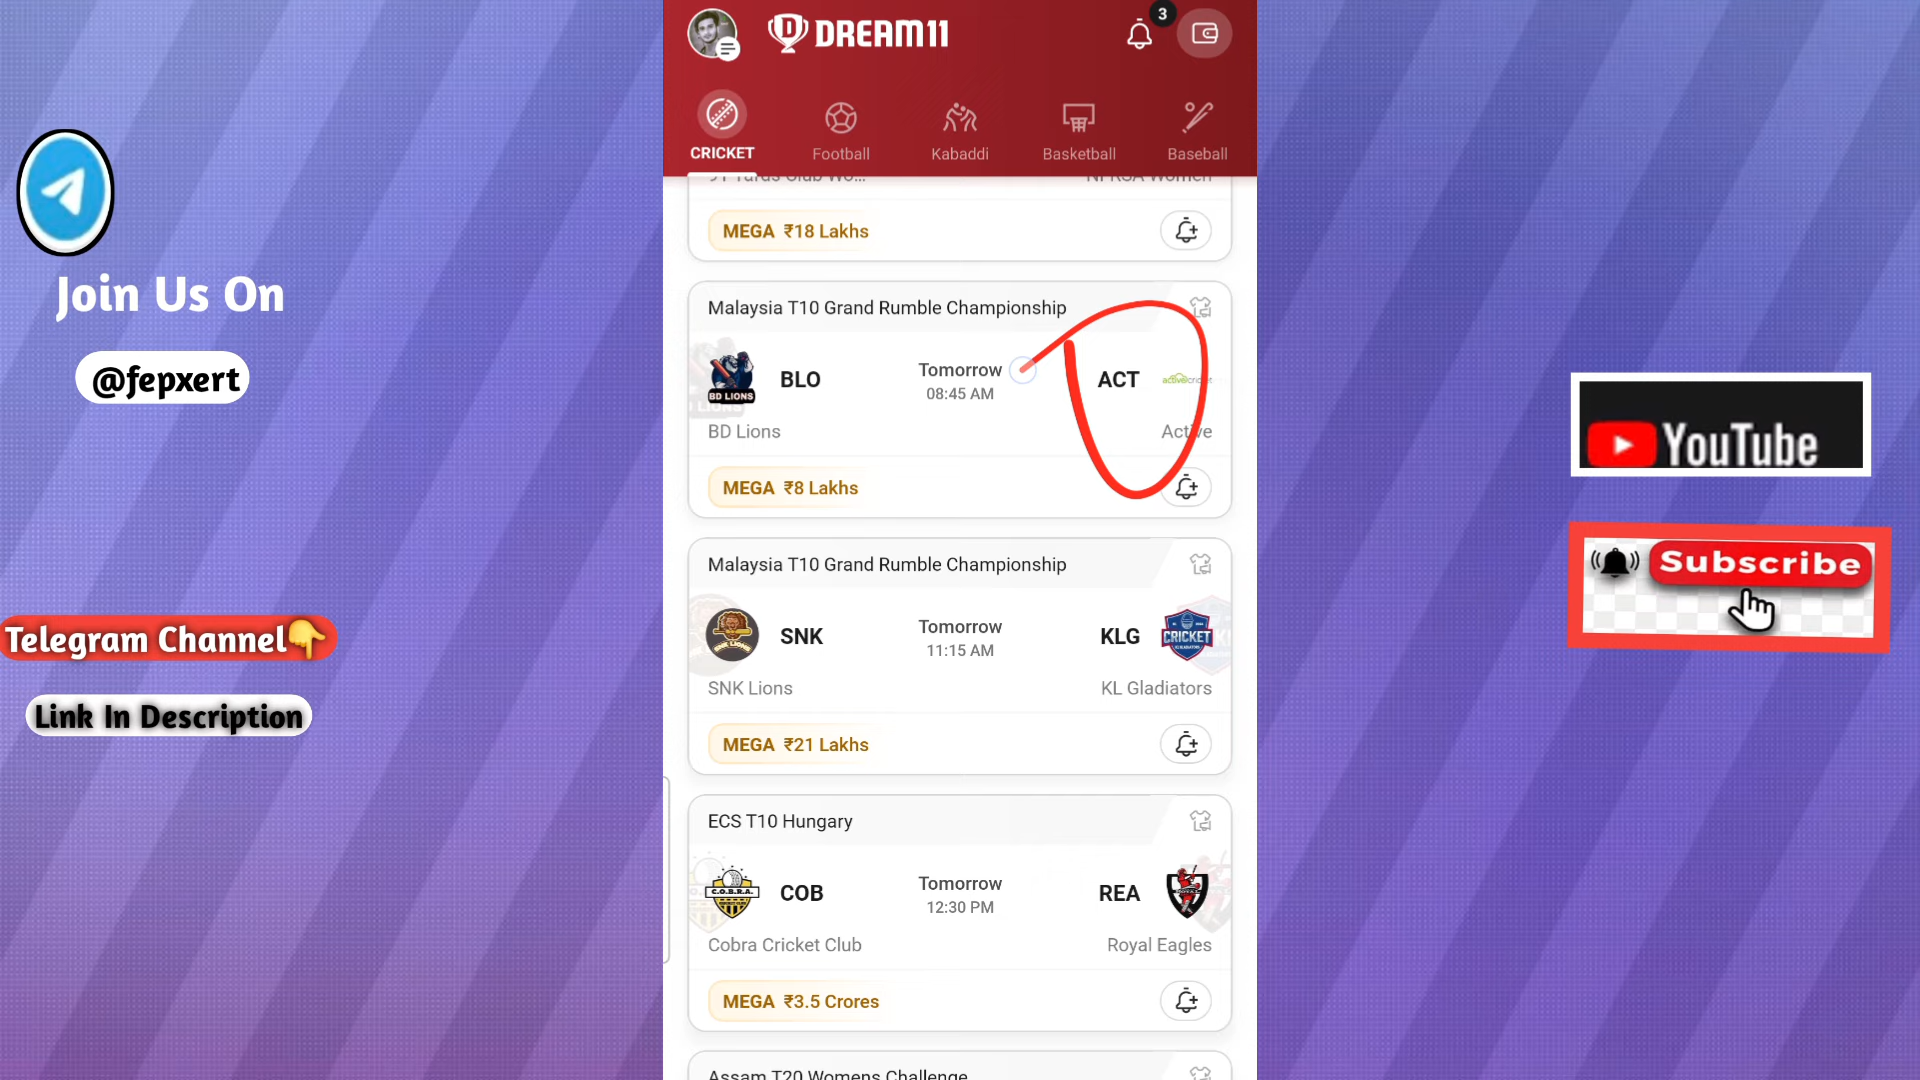 Join Us On
@fepxert
Telegram Channel
Link In Description
DREAM11
3
CRICKET
Football
Kabaddi
Basketball
Baseball
MEGA ₹18 Lakhs
Malaysia T10 Grand Rumble Championship
BD LIONS
BLO
Tomorrow
08:45 AM
ACT
BD Lions
Active
MEGA ₹8 Lakhs
Malaysia T10 Grand Rumble Championship
SNK
Tomorrow
11:15 AM
KLG
CRICKET
SNK Lions
KL Gladiators
MEGA ₹21 Lakhs
ECS T10 Hungary
C.O.B.R.A.
COB
Tomorrow
12:30 PM
REA
Cobra Cricket Club
Royal Eagles
MEGA ₹3.5 Crores
Assam T20 Womens Challenge
YouTube
Subscribe